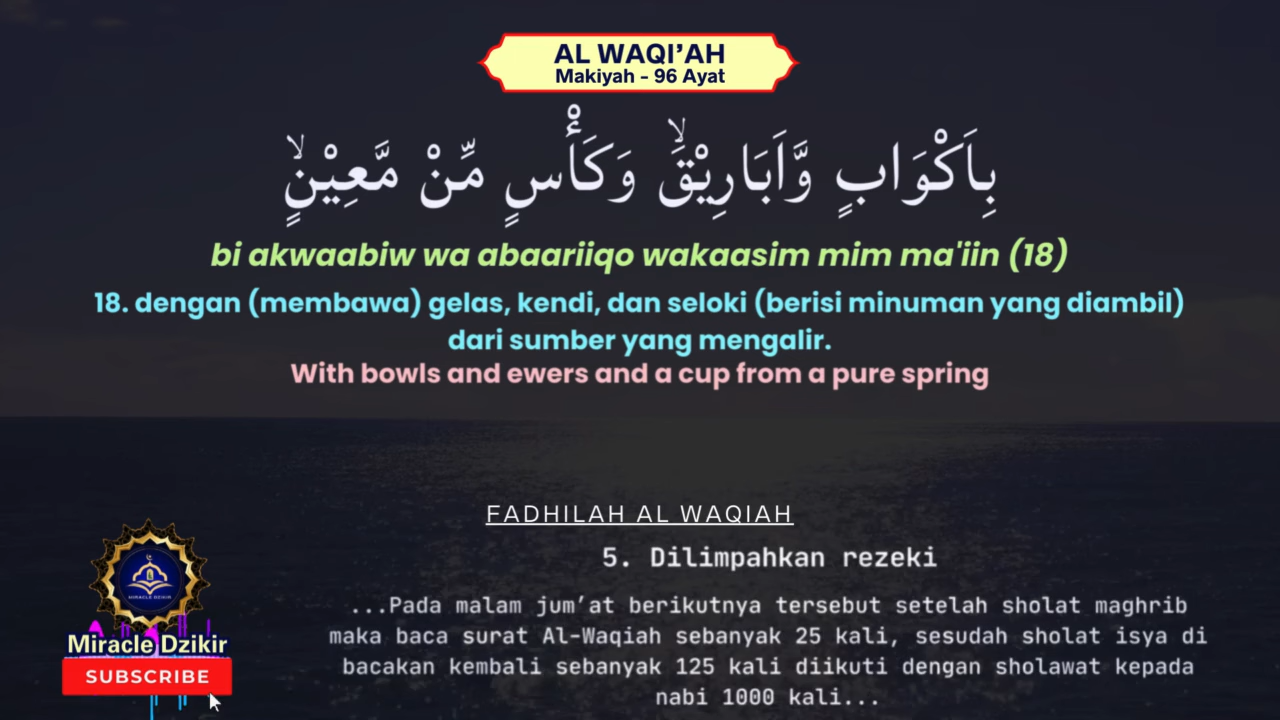 AL WAQI’AH
Makiyah - 96 Ayat
بِاَكْوَابٍ وَّاَبَارِيْقَۙ وَكَأْسٍ مِّنْ مَّعِيْنٍۙ
bi akwaabiw wa abaariiqo wakaasim mim ma'iin (18)
18. dengan (membawa) gelas, kendi, dan seloki (berisi minuman yang diambil)
dari sumber yang mengalir.
With bowls and ewers and a cup from a pure spring
FADHILAH AL WAQIAH
5. Dilimpahkan rezeki
...Pada malam jum’at berikutnya tersebut setelah sholat maghrib
maka baca surat Al-Waqiah sebanyak 25 kali, sesudah sholat isya di
bacakan kembali sebanyak 125 kali diikuti dengan sholawat kepada
nabi 1000 kali...
MIRACLE DZIKIR
Miracle Dzikir
SUBSCRIBE